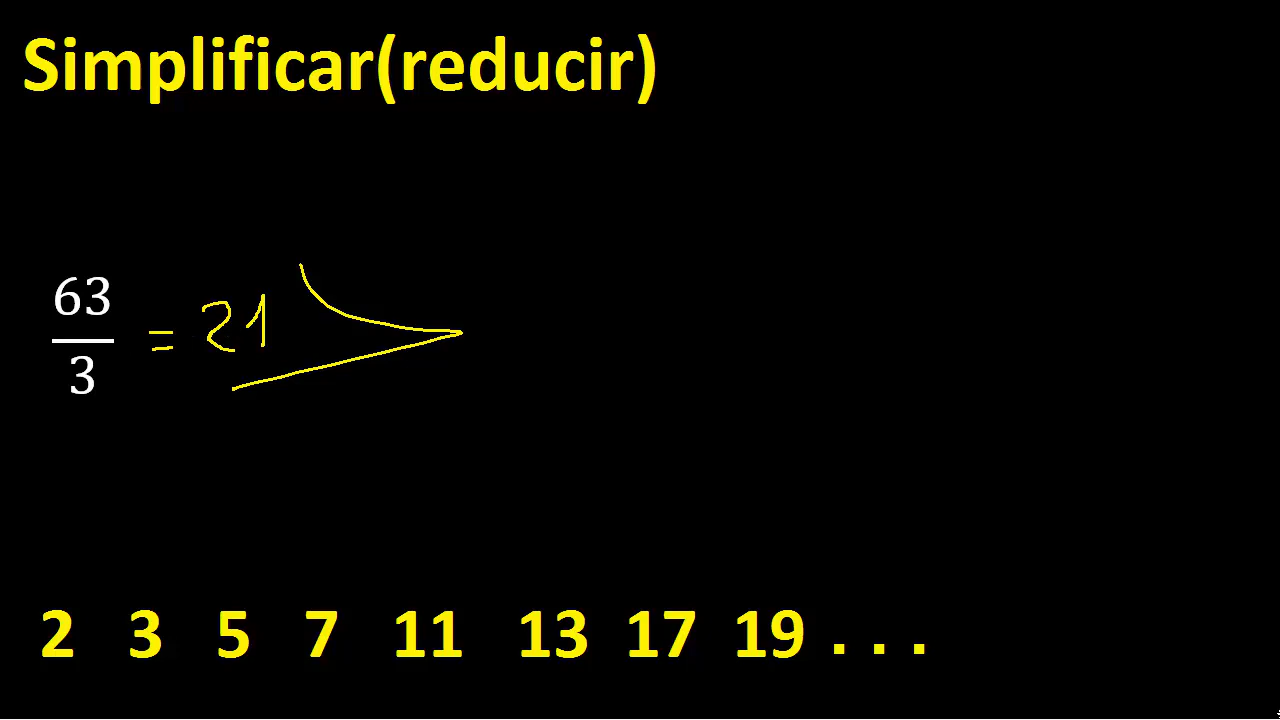 Simplificar(reducir)
63
3
= 21
2 3 5 7 11 13 17 19 . . .